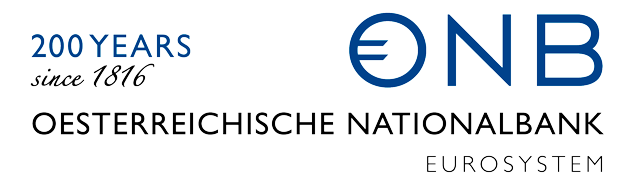 200 YEARS
since 1816
ONB
OESTERREICHISCHE NATIONALBANK
EUROSYSTEM